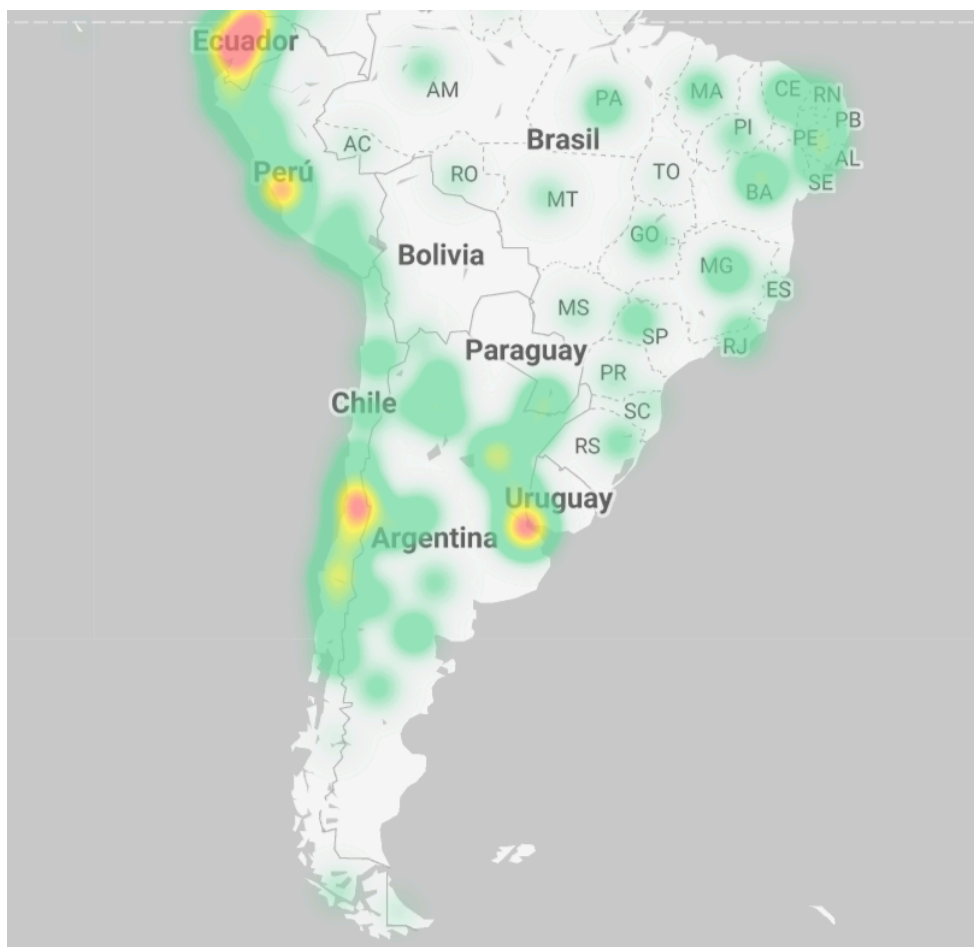 Ecuador
AM
PA
MA
CE
RN
PB
PI
PE
Brasil
AC
AL
Perú
RO
TO
SE
BA
MT
GO
Bolivia
MG
ES
MS
SP
RJ
Paraguay
PR
Chile
SC
RS
Uruguay
Argentina